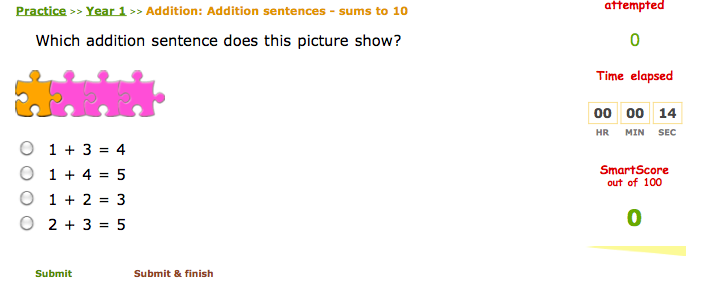 Practice >> Year 1 >> Addition: Addition sentences - sums to 10
Which addition sentence does this picture show?
1 + 3 = 4
1 + 4 = 5
1 + 2 = 3
2 + 3 = 5
Submit Submit & finish
attempted
0
Time elapsed
00 00 14
HR MIN SEC
SmartScore
out of 100
0